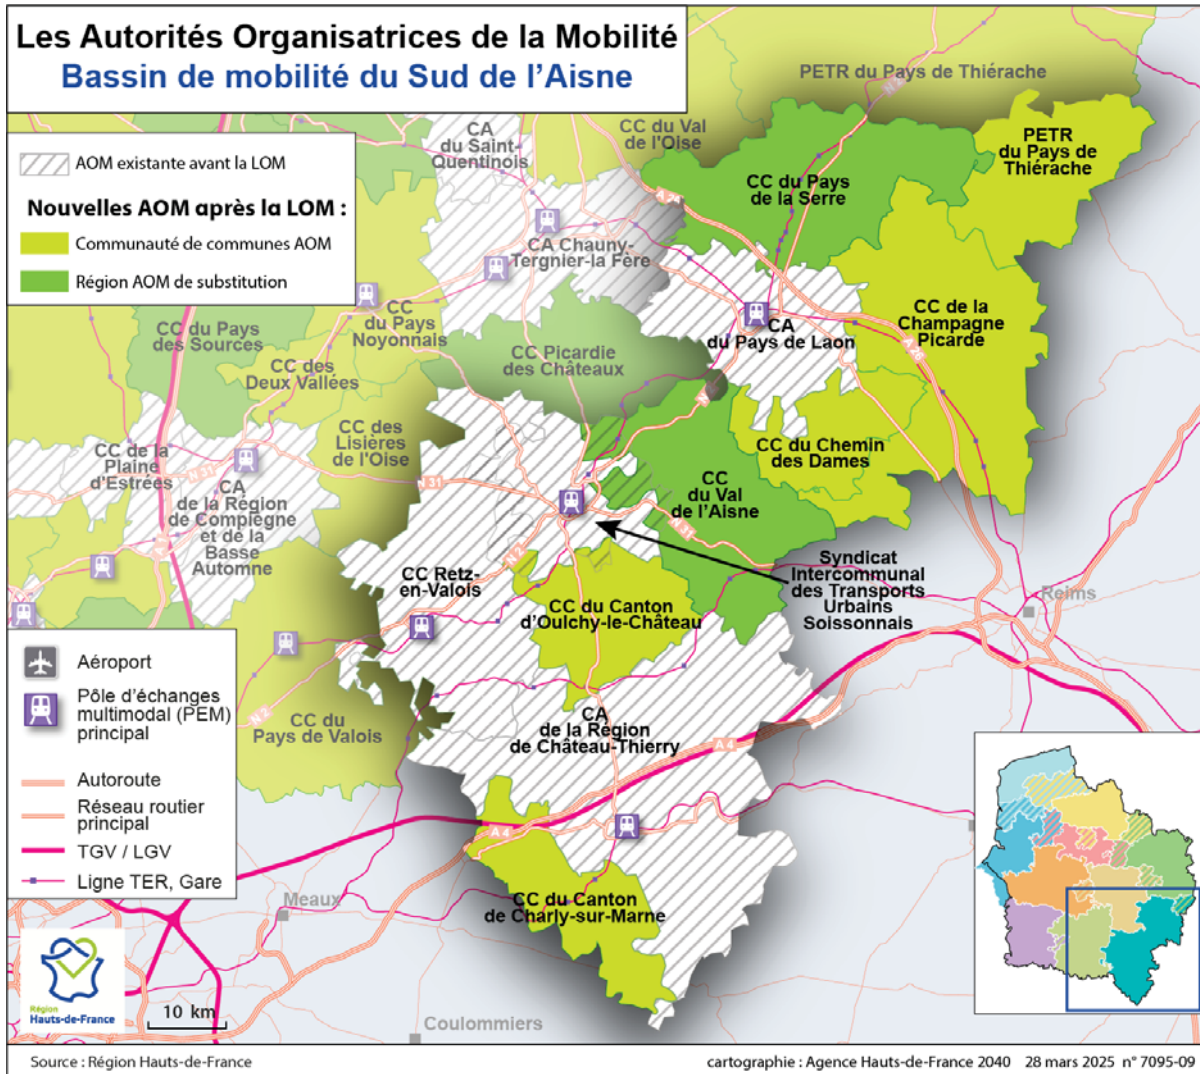 Les Autorités Organisatrices de la Mobilité
Bassin de mobilité du Sud de l'Aisne
AOM existante avant la LOM
Nouvelles AOM après la LOM :
Communauté de communes AOM
Région AOM de substitution
PETR du Pays de Thiérache
CC du Val
de l'Oise
CA
du Saint-
Quentinois
PETR
du Pays de
Thiérache
CC du Pays
de la Serre
CA Chauny-
Tergnier-la Fère
CC de la
Champagne
Picarde
CA
du Pays de Laon
CC du Pays
des Sources
CC
du Pays
Noyonnais
CC Picardie
des Châteaux
CC des
Deux Vallées
CC des
Lisières
de l'Oise
CC du Chemin
des Dames
CC de la
Plaine
d'Estrées
CA
de la Région
de Compiègne
et de la
Basse
Automne
CC
du Val
de l'Aisne
CC Retz-
en-Valois
CC du Canton
d'Oulchy-le-Château
Syndicat
Intercommunal
des Transports
Urbains
Soissonnais
Reims
CC du
Pays de Valois
CA
de la Région
de Château-Thierry
CC du Canton
de Charly-sur-Marne
Meaux
Coulommiers
A 26
N 31
N 31
N 31
N 2
N 2
A 4
A 4
Aéroport
Pôle d'échanges
multimodal (PEM)
principal
Autoroute
Réseau routier
principal
TGV / LGV
Ligne TER, Gare
Région
Hauts-de-France
10 km
Source : Région Hauts-de-France
cartographie : Agence Hauts-de-France 2040 28 mars 2025 n° 7095-09